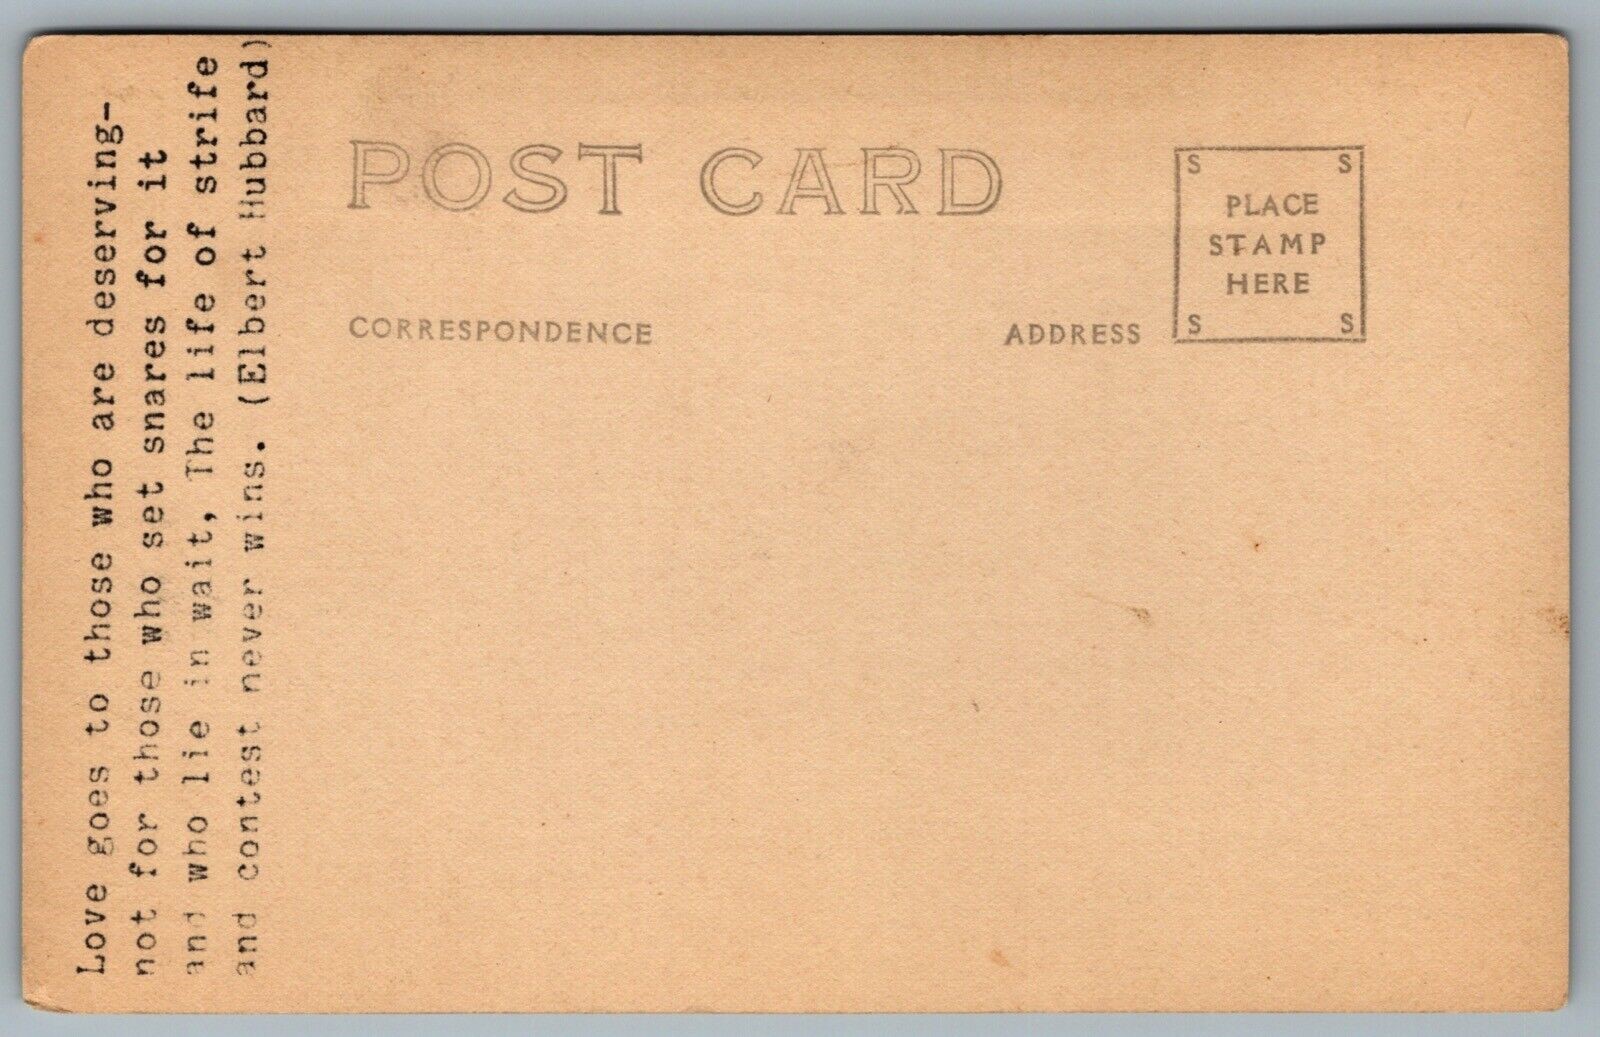 Love goes to those who are deserving-
not for those who set snares for it
and who lie in wait, The life of strife
and contest never wins. (Elbert Hubbard)
POST CARD
CORRESPONDENCE
ADDRESS
S S
PLACE
STAMP
HERE
S S